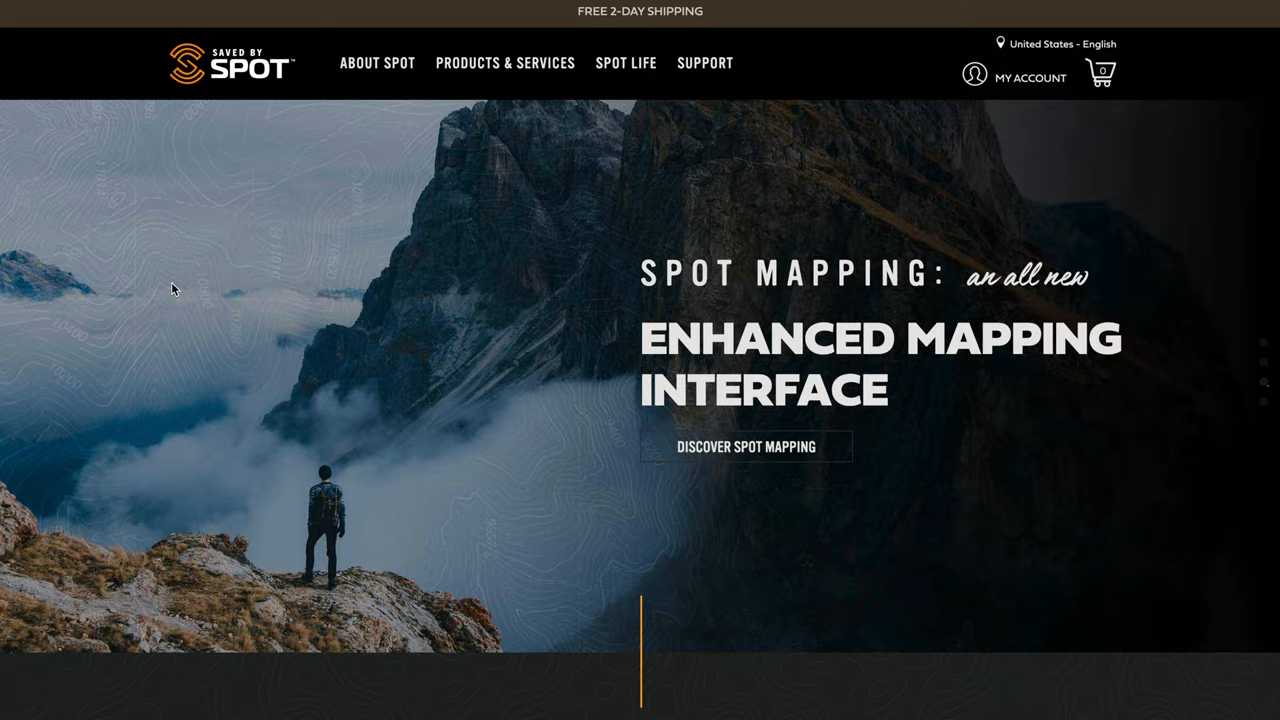 FREE 2-DAY SHIPPING
United States - English
SAVED BY
SPOT™
ABOUT SPOT
PRODUCTS & SERVICES
SPOT LIFE
SUPPORT
MY ACCOUNT
0
SPOT MAPPING: an all new
ENHANCED MAPPING
INTERFACE
DISCOVER SPOT MAPPING